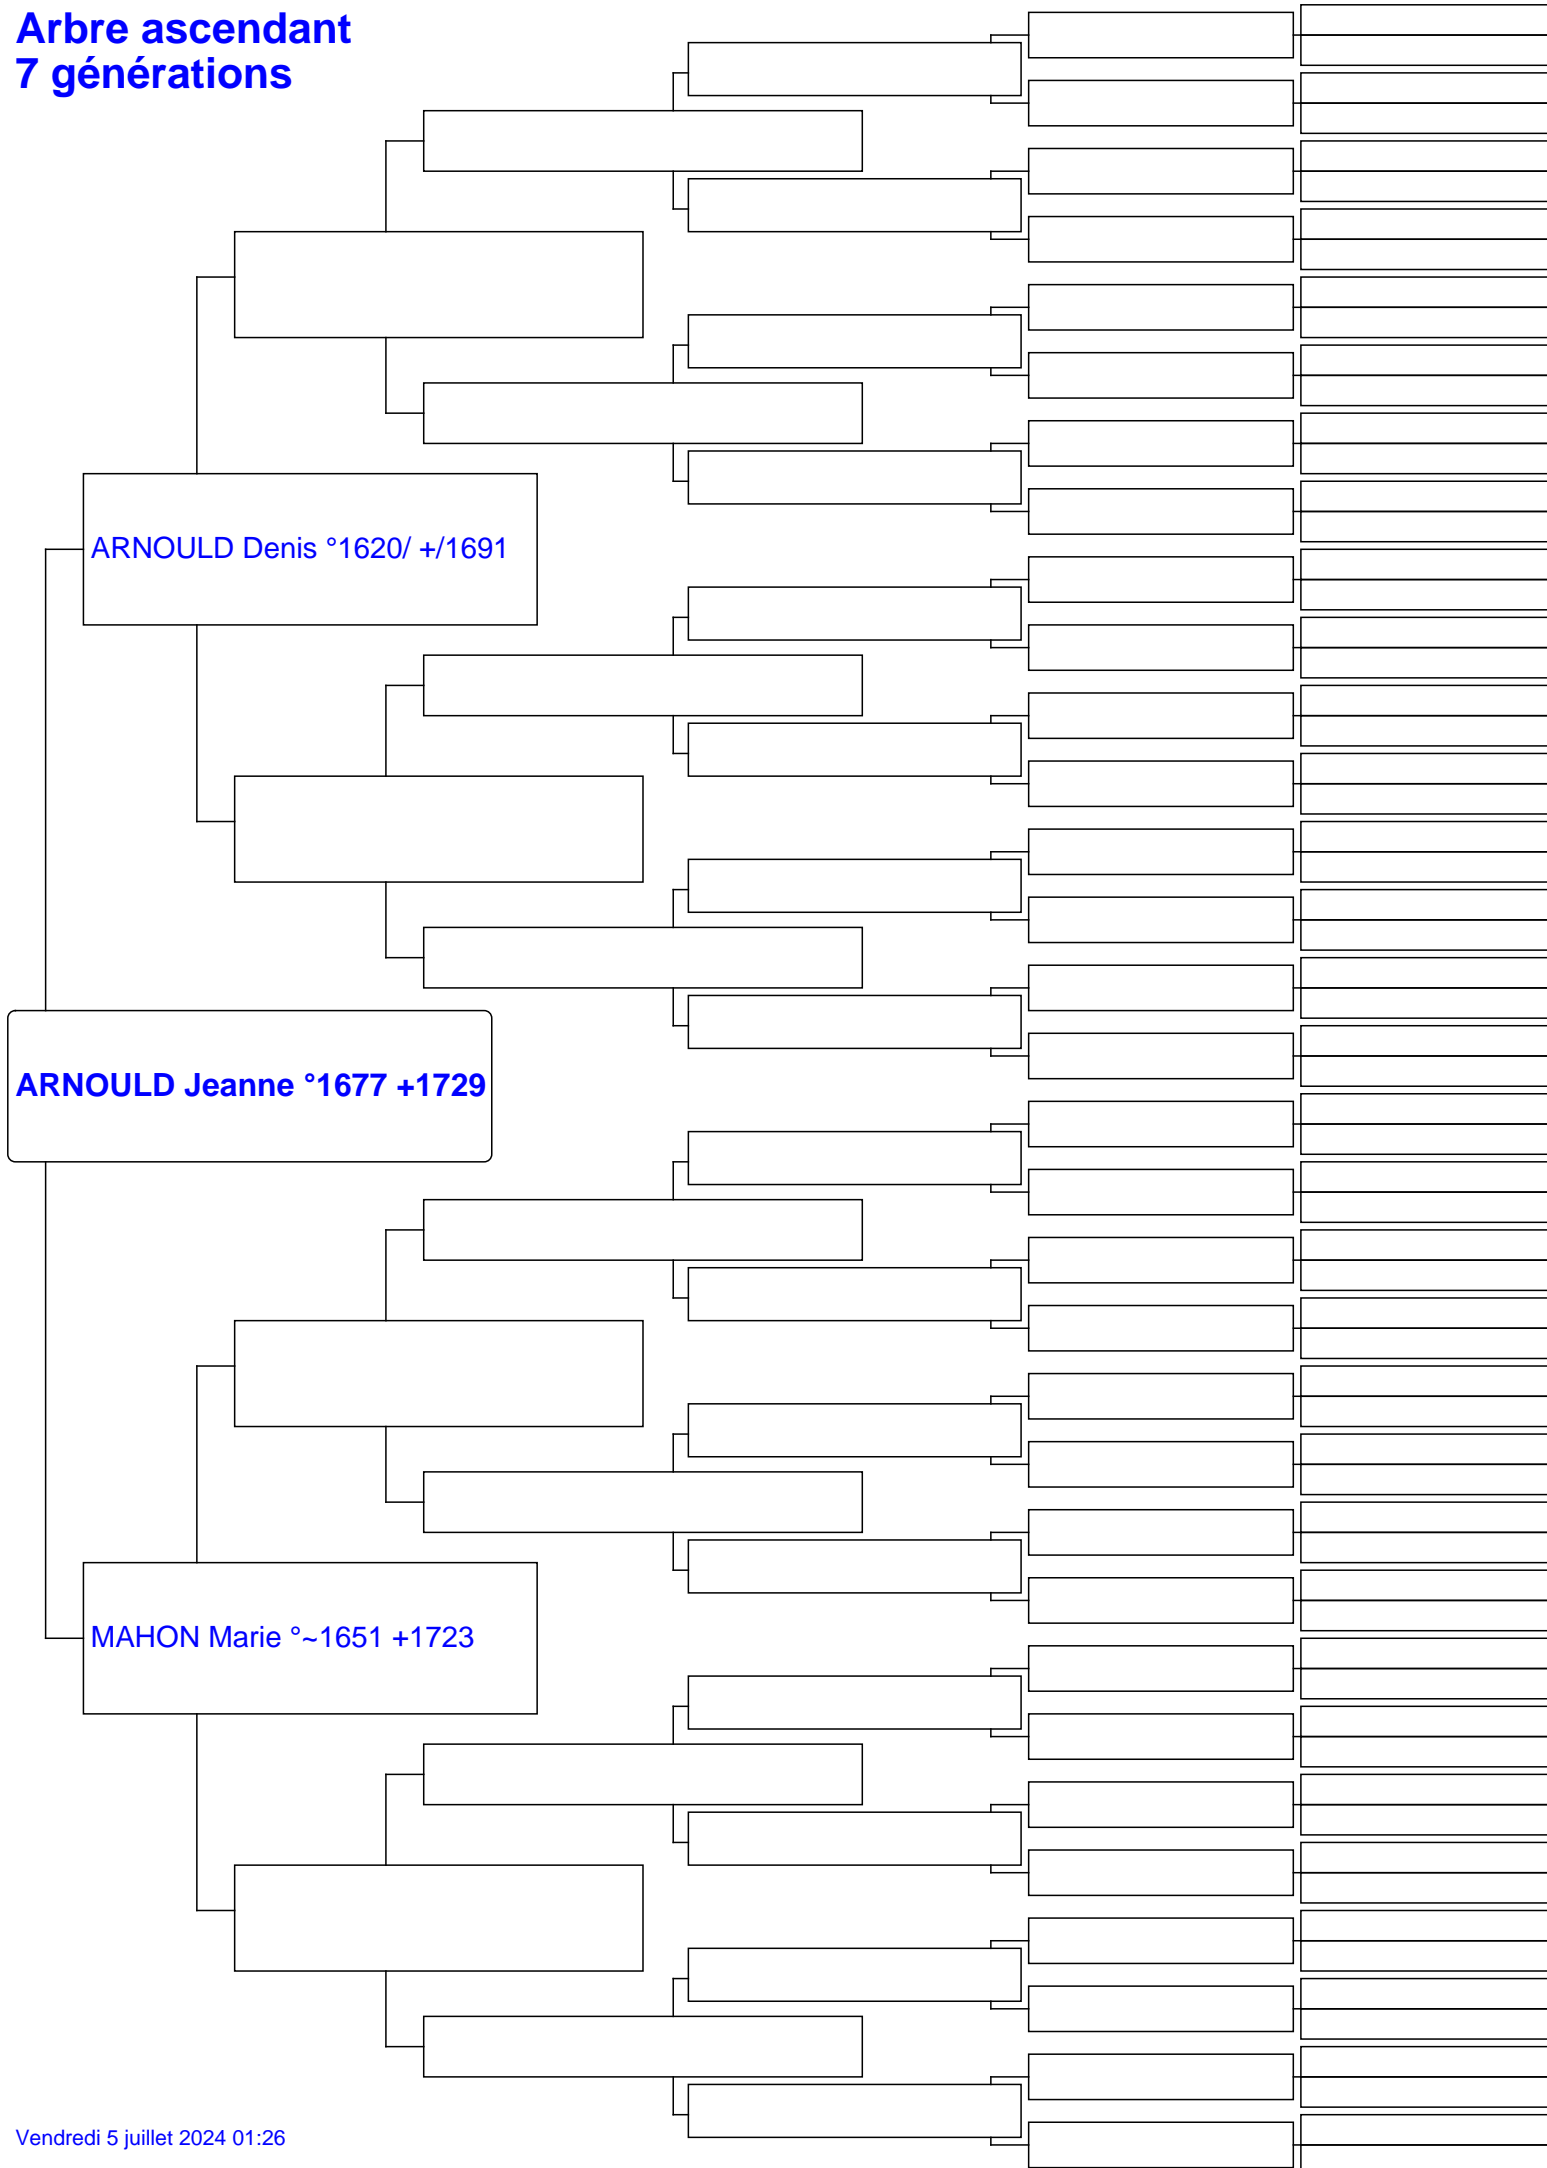 Arbre ascendant
7 générations
ARNOULD Denis °1620/ +/1691
ARNOULD Jeanne °1677 +1729
MAHON Marie °~1651 +1723
Vendredi 5 juillet 2024 01:26